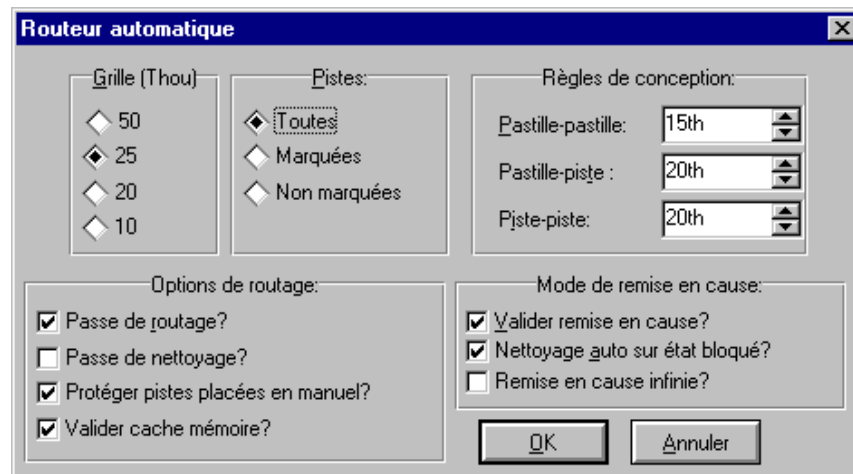 Routeur automatique
Grille (Thou)
50
25
20
10
Pistes:
Toutes
Marquées
Non marquées
Règles de conception:
Pastille-pastille: 15th
Pastille-piste : 20th
Piste-piste: 20th
Options de routage:
Passe de routage?
Passe de nettoyage?
Protéger pistes placées en manuel?
Valider cache mémoire?
Mode de remise en cause:
Valider remise en cause?
Nettoyage auto sur état bloqué?
Remise en cause infinie?
OK
Annuler